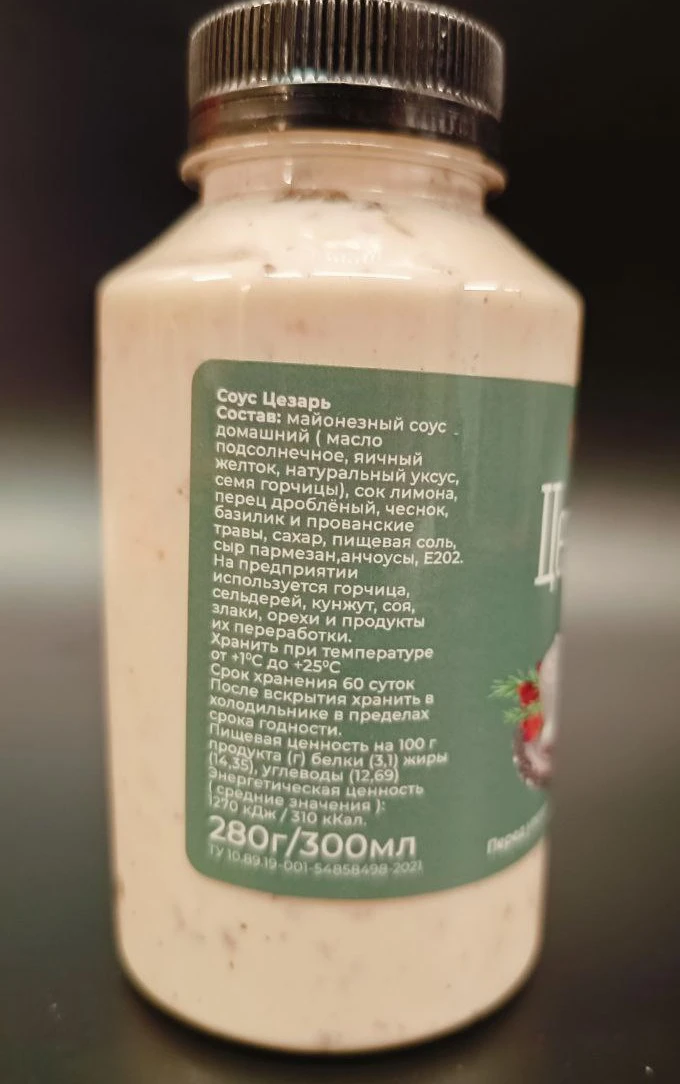 Соус Цезарь
Состав: майонезный соус
домашний ( масло
подсолнечное, яичный
желток, натуральный уксус,
семя горчицы), сок лимона,
перец дроблёный, чеснок,
базилик и прованские
травы, сахар, пищевая соль,
сыр пармезан,анчоусы, Е202.
На предприятии
используется горчица,
сельдерей, кунжут, соя,
злаки, орехи и продукты
их переработки.
Хранить при температуре
от +1°С до +25°С
Срок хранения 60 суток
После вскрытия хранить в
холодильнике в пределах
срока годности.
Пищевая ценность на 100 г
продукта (г) белки (3,1) жиры
(14,35), углеводы (12,69)
Энергетическая ценность
( средние значения ):
1270 кДж / 310 кКал.
280г/300мл
ТУ 10.89.19-001-54858498-2021